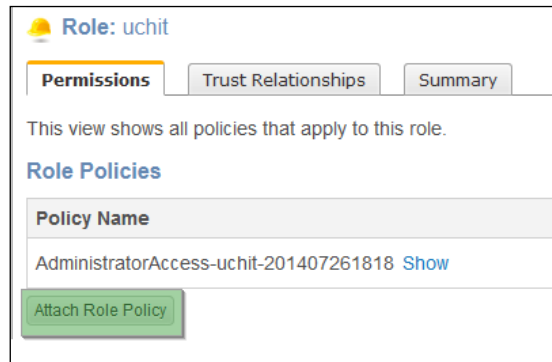 Role: uchit
Permissions Trust Relationships Summary
This view shows all policies that apply to this role.
Role Policies
Policy Name
AdministratorAccess-uchit-201407261818 Show
Attach Role Policy